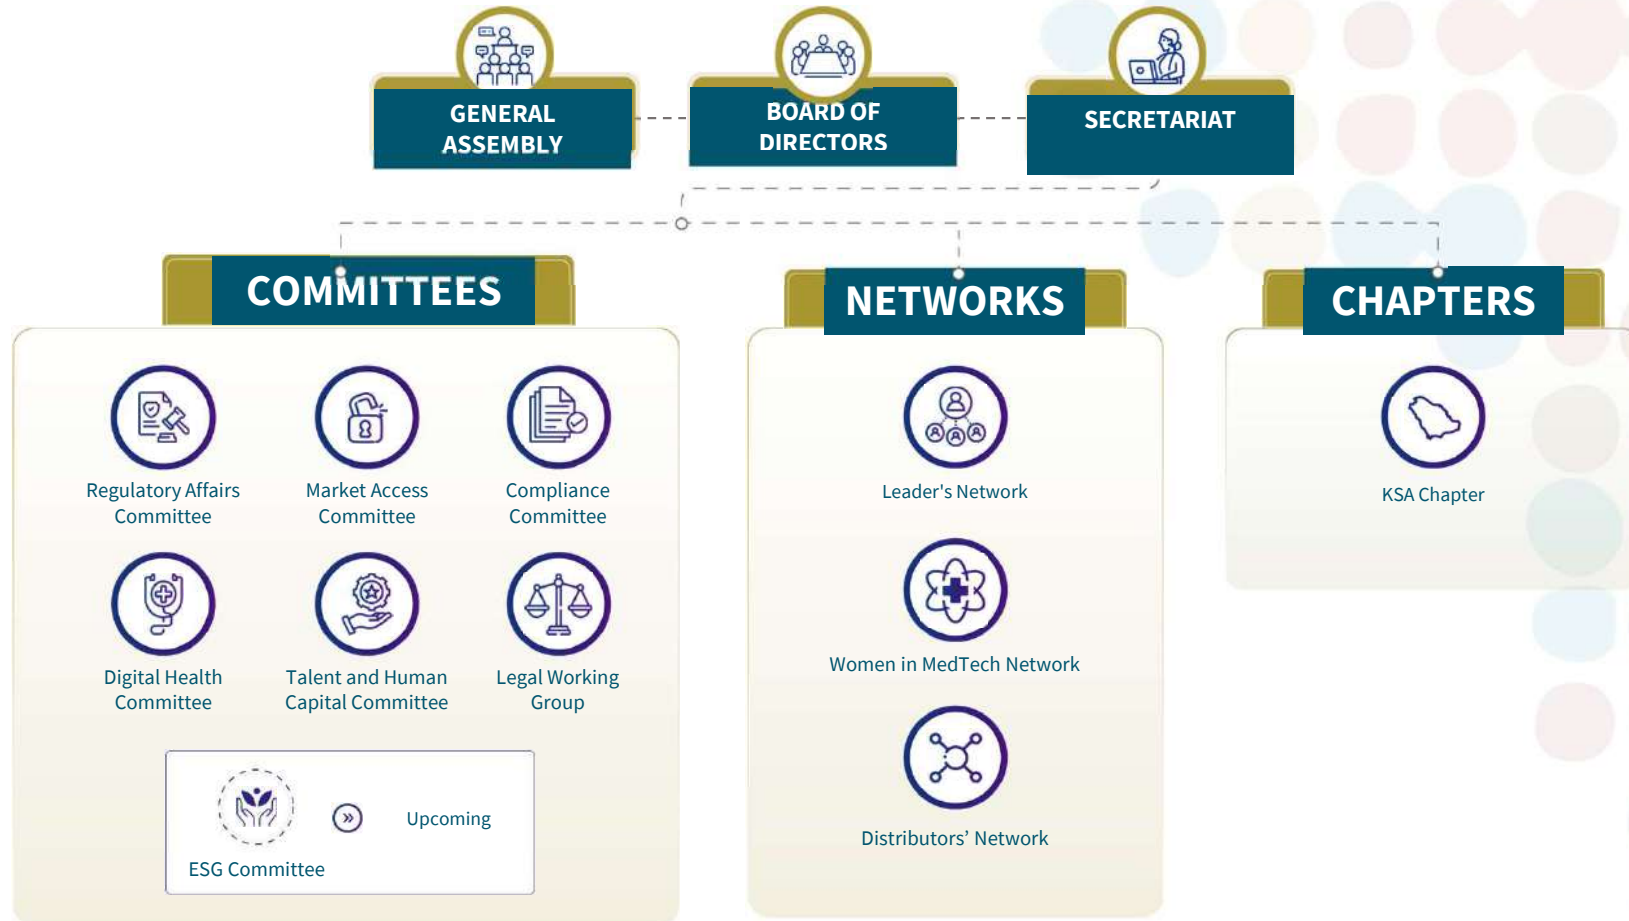 GENERAL
ASSEMBLY
BOARD OF
DIRECTORS
SECRETARIAT
COMMITTEES
Regulatory Affairs
Committee
Market Access
Committee
Compliance
Committee
Digital Health
Committee
Talent and Human
Capital Committee
Legal Working
Group
Upcoming
ESG Committee
NETWORKS
Leader's Network
Women in MedTech Network
Distributors’ Network
CHAPTERS
KSA Chapter